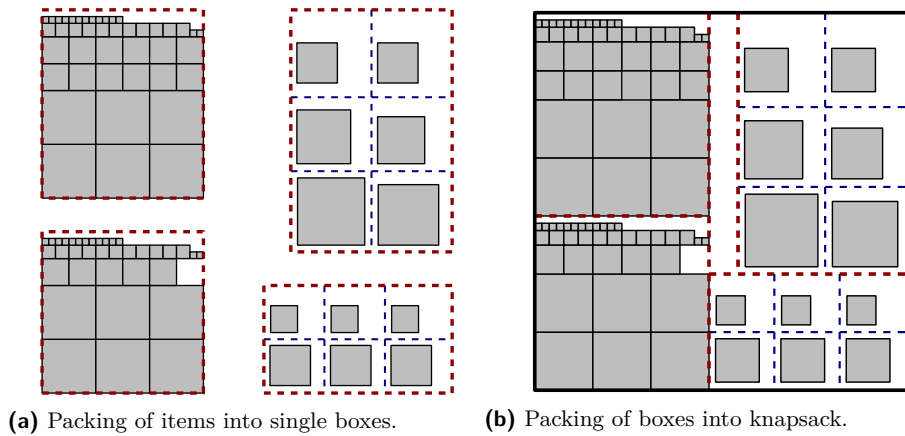 (a) Packing of items into single boxes.
(b) Packing of boxes into knapsack.